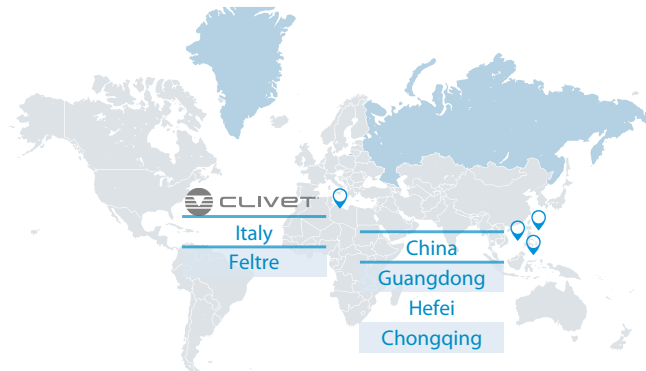 CLIVET
Italy
Feltre
China
Guangdong
Hefei
Chongqing